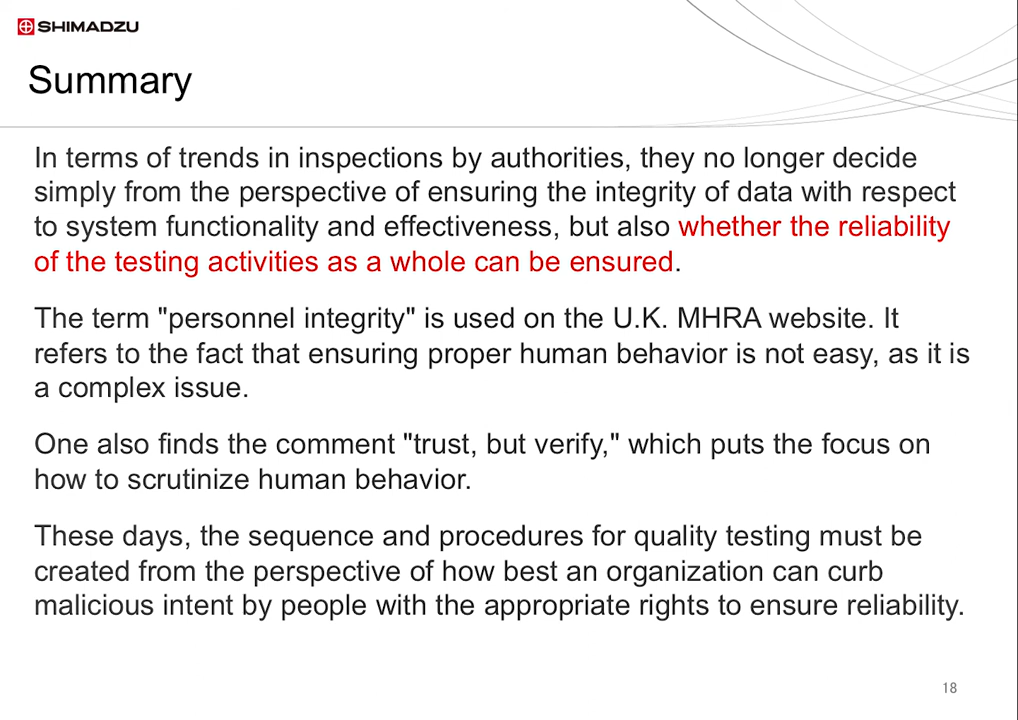 SHIMADZU
Summary
In terms of trends in inspections by authorities, they no longer decide
simply from the perspective of ensuring the integrity of data with respect
to system functionality and effectiveness, but also whether the reliability
of the testing activities as a whole can be ensured.
The term "personnel integrity" is used on the U.K. MHRA website. It
refers to the fact that ensuring proper human behavior is not easy, as it is
a complex issue.
One also finds the comment "trust, but verify," which puts the focus on
how to scrutinize human behavior.
These days, the sequence and procedures for quality testing must be
created from the perspective of how best an organization can curb
malicious intent by people with the appropriate rights to ensure reliability.
18